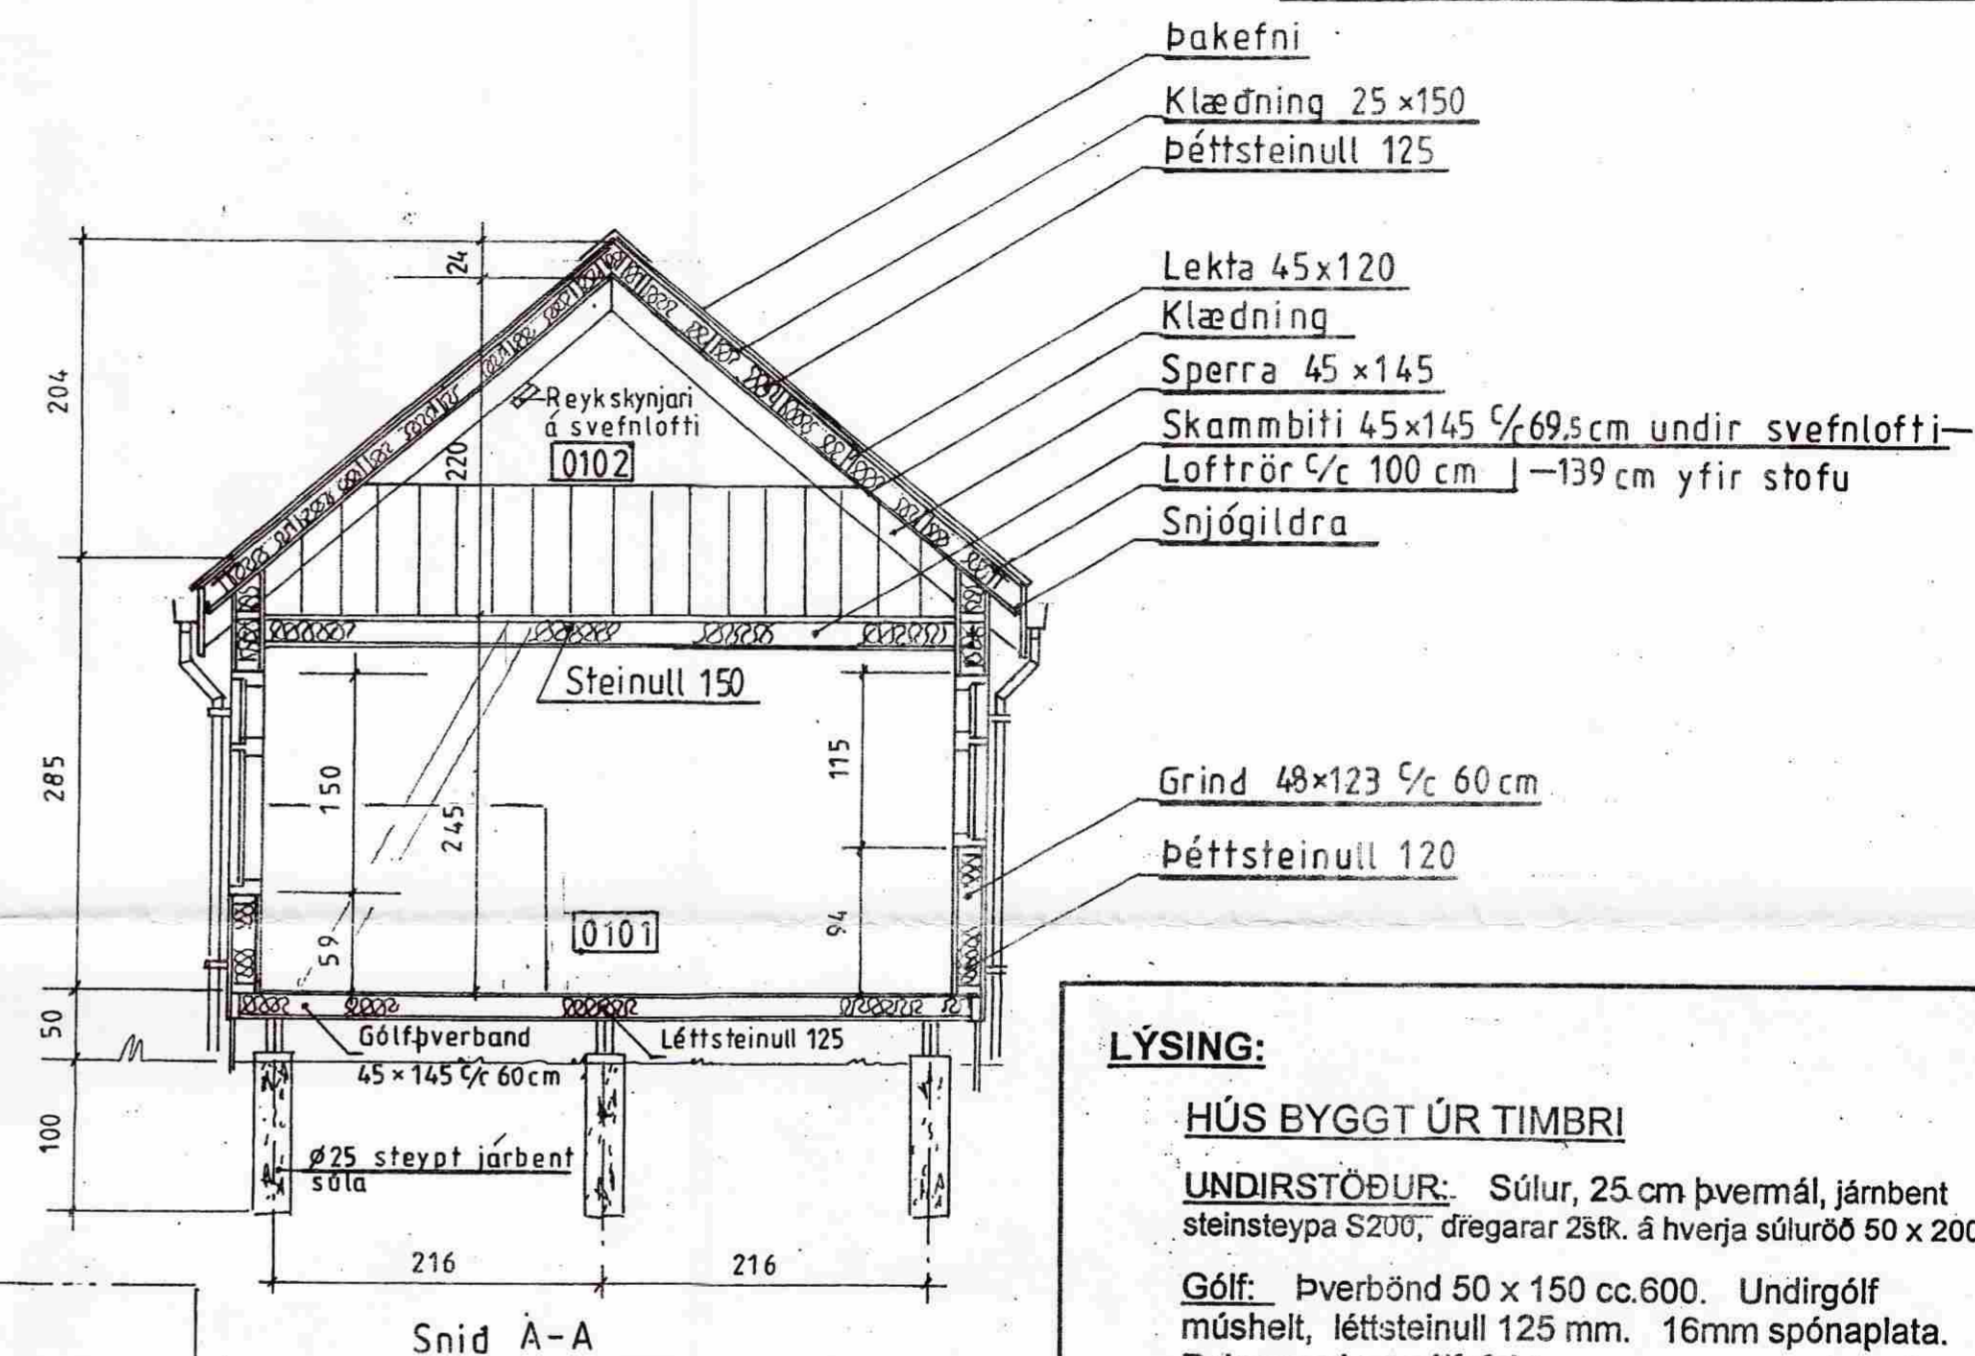 Þakefni
Klæðning 25 ×150
Þéttsteinull 125
Lekta 45x120
Klæðning
Sperra 45 ×145
Skammbiti 45×145 c/c 69,5 cm undir svefnlofti
Loftrör c/c 100 cm
—139 cm yfir stofu
Snjógildra
24
204
220
Reykskynjari
á svefnlofti
0102
Steinull 150
285
150
245
115
59
94
0101
Grind 48×123 c/c 60 cm
Þéttsteinull 120
50
100
Gólfþverband
45 × 145 c/c 60 cm
Léttsteinull 125
ø25 steypt járbent
súla
216
216
Snið A-A
LÝSING:
HÚS BYGGT ÚR TIMBRI
UNDIRSTÖÐUR: Súlur, 25 cm þvermál, járnbent
steinsteypa S200, dregarar 2stk. á hverja súluröð 50 x 200
Gólf: Þverbönd 50 x 150 cc.600. Undirgólf
múshelt, léttsteinull 125 mm. 16mm spónaplata.